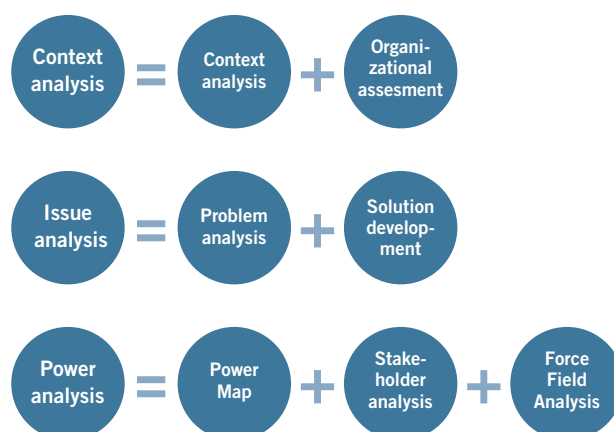 Context
analysis
=
Context
analysis
+
Organi-
zational
assesment
Issue
analysis
=
Problem
analysis
+
Solution
develop-
ment
Power
analysis
=
Power
Map
+
Stake-
holder
analysis
+
Force
Field
Analysis